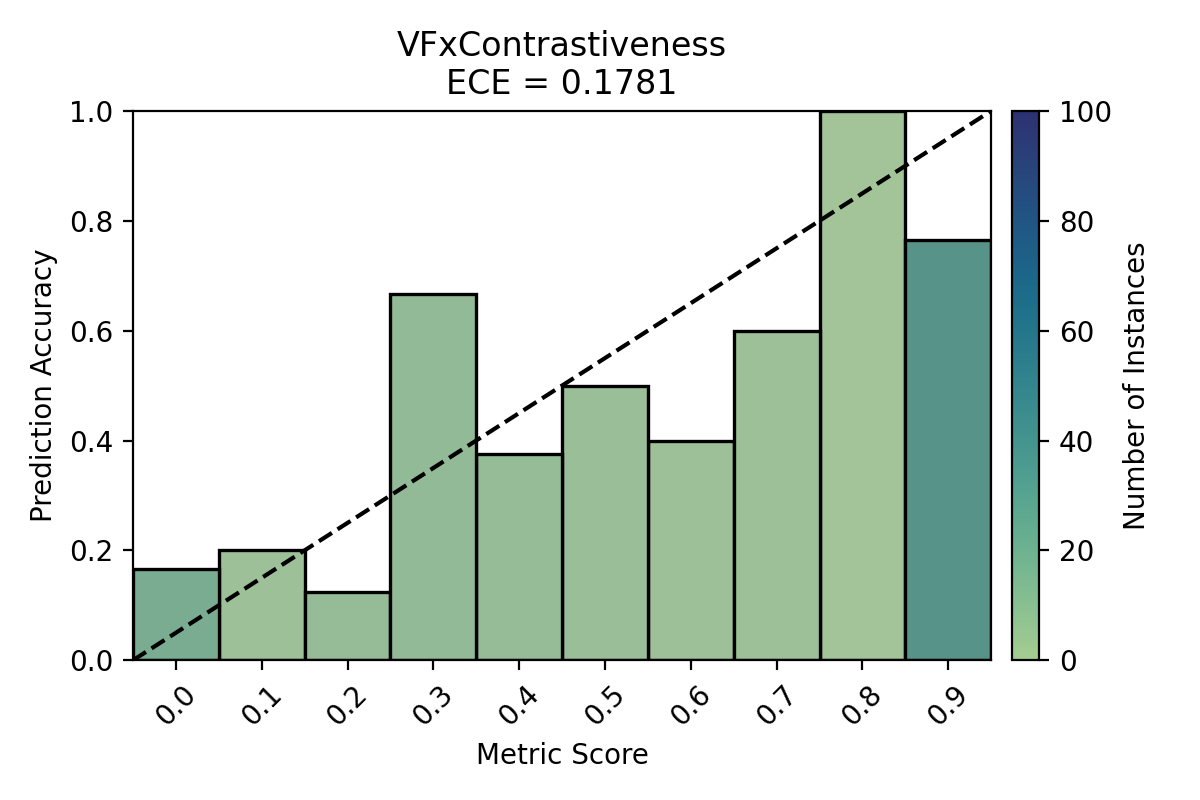 VFxContrastiveness
ECE = 0.1781
1.0
0.8
0.6
0.4
0.2
0.0
Prediction Accuracy
0.0 0.1 0.2 0.3 0.4 0.5 0.6 0.7 0.8 0.9
Metric Score
100
80
60
40
20
0
Number of Instances